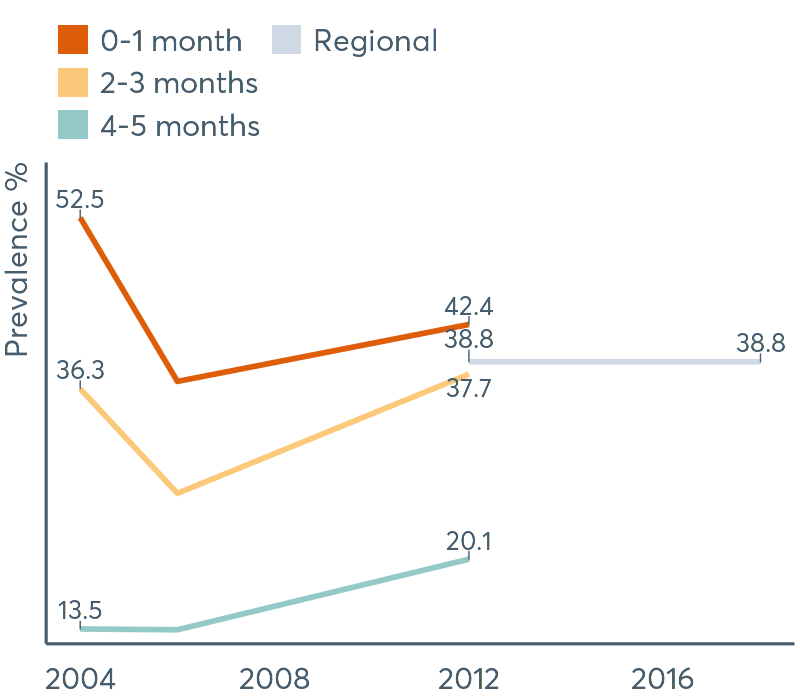 0-1 month Regional
2-3 months
4-5 months
Prevalence %
52.5
42.4
38.8
38.8
36.3
37.7
20.1
13.5
2004 2008 2012 2016